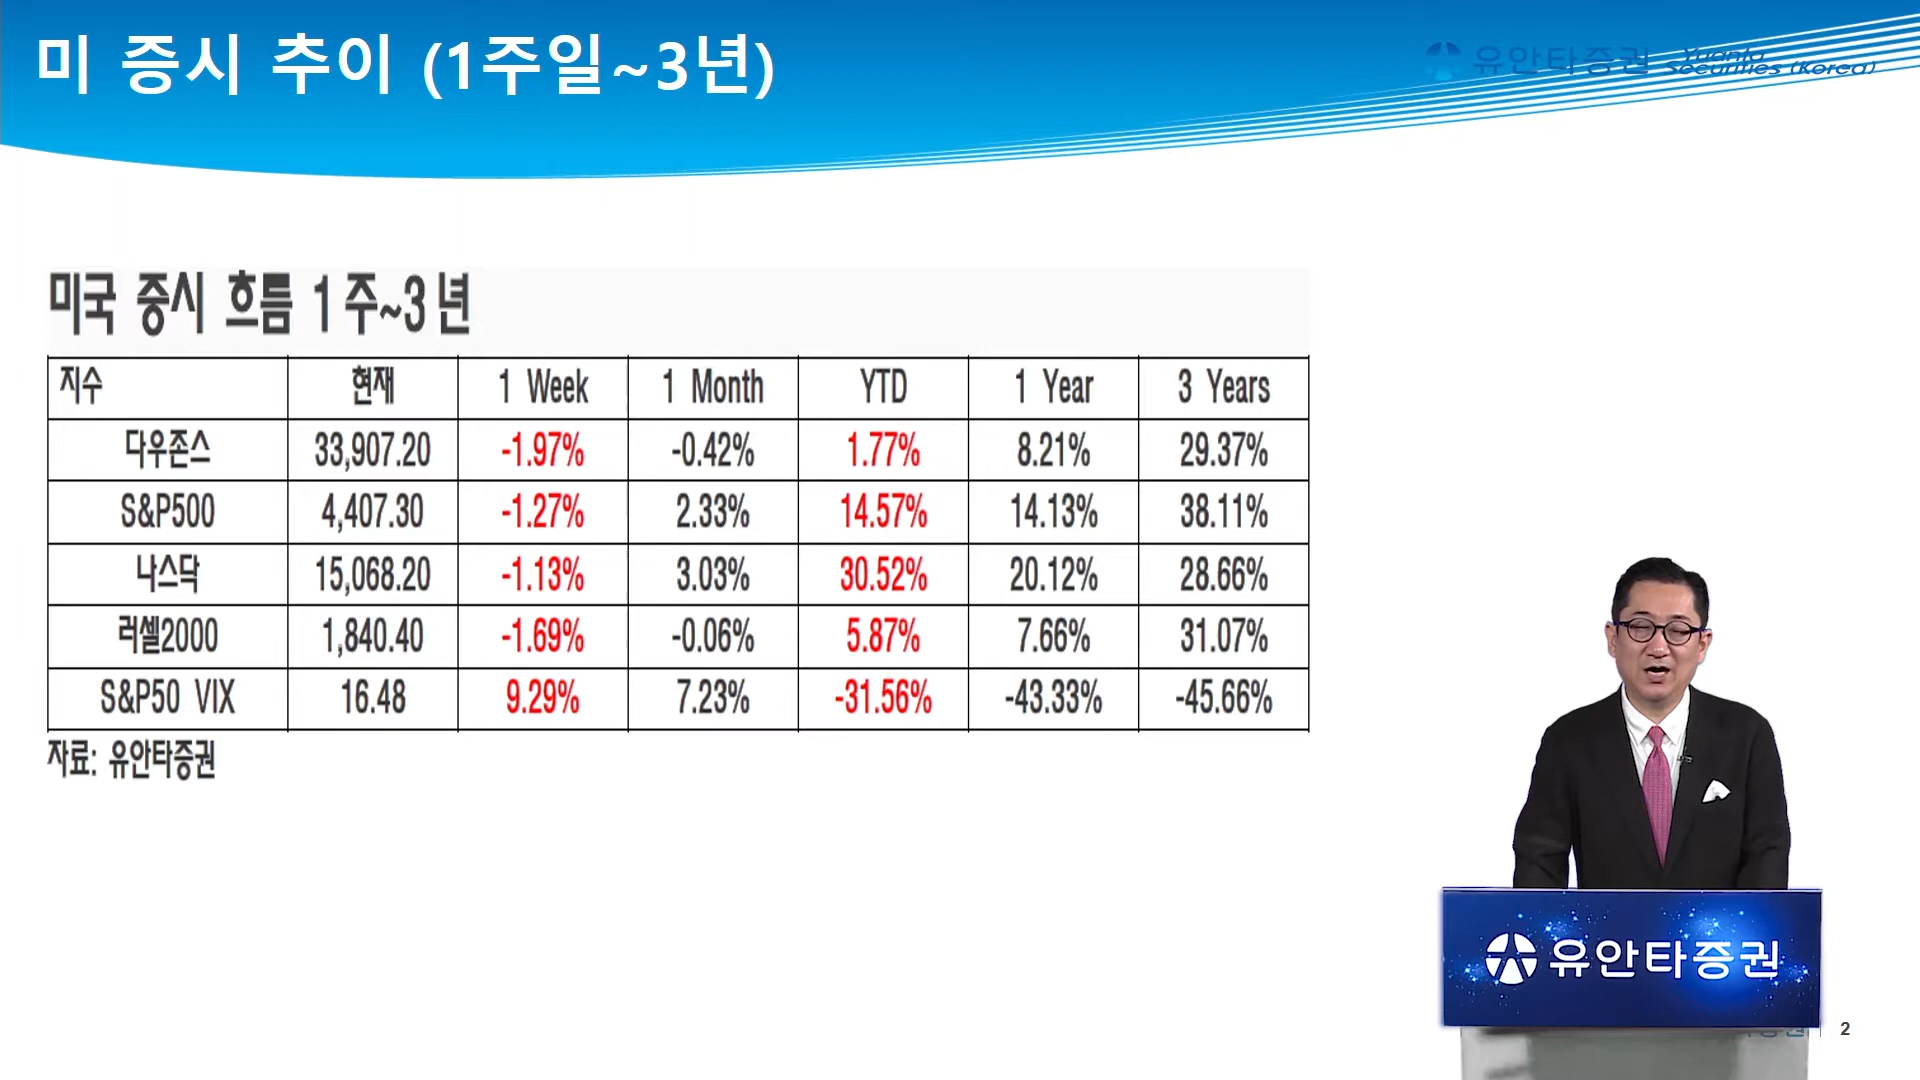 미 증시 추이 (1주일~3년)
유안타증권 Yuanta Securities (Korea)
미국 증시 흐름 1주~3년
지수 현재 1 Week 1 Month YTD 1 Year 3 Years
다우존스 33,907.20 -1.97% -0.42% 1.77% 8.21% 29.37%
S&P500 4,407.30 -1.27% 2.33% 14.57% 14.13% 38.11%
나스닥 15,068.20 -1.13% 3.03% 30.52% 20.12% 28.66%
러셀2000 1,840.40 -1.69% -0.06% 5.87% 7.66% 31.07%
S&P50 VIX 16.48 9.29% 7.23% -31.56% -43.33% -45.66%
자료: 유안타증권
유안타증권
2